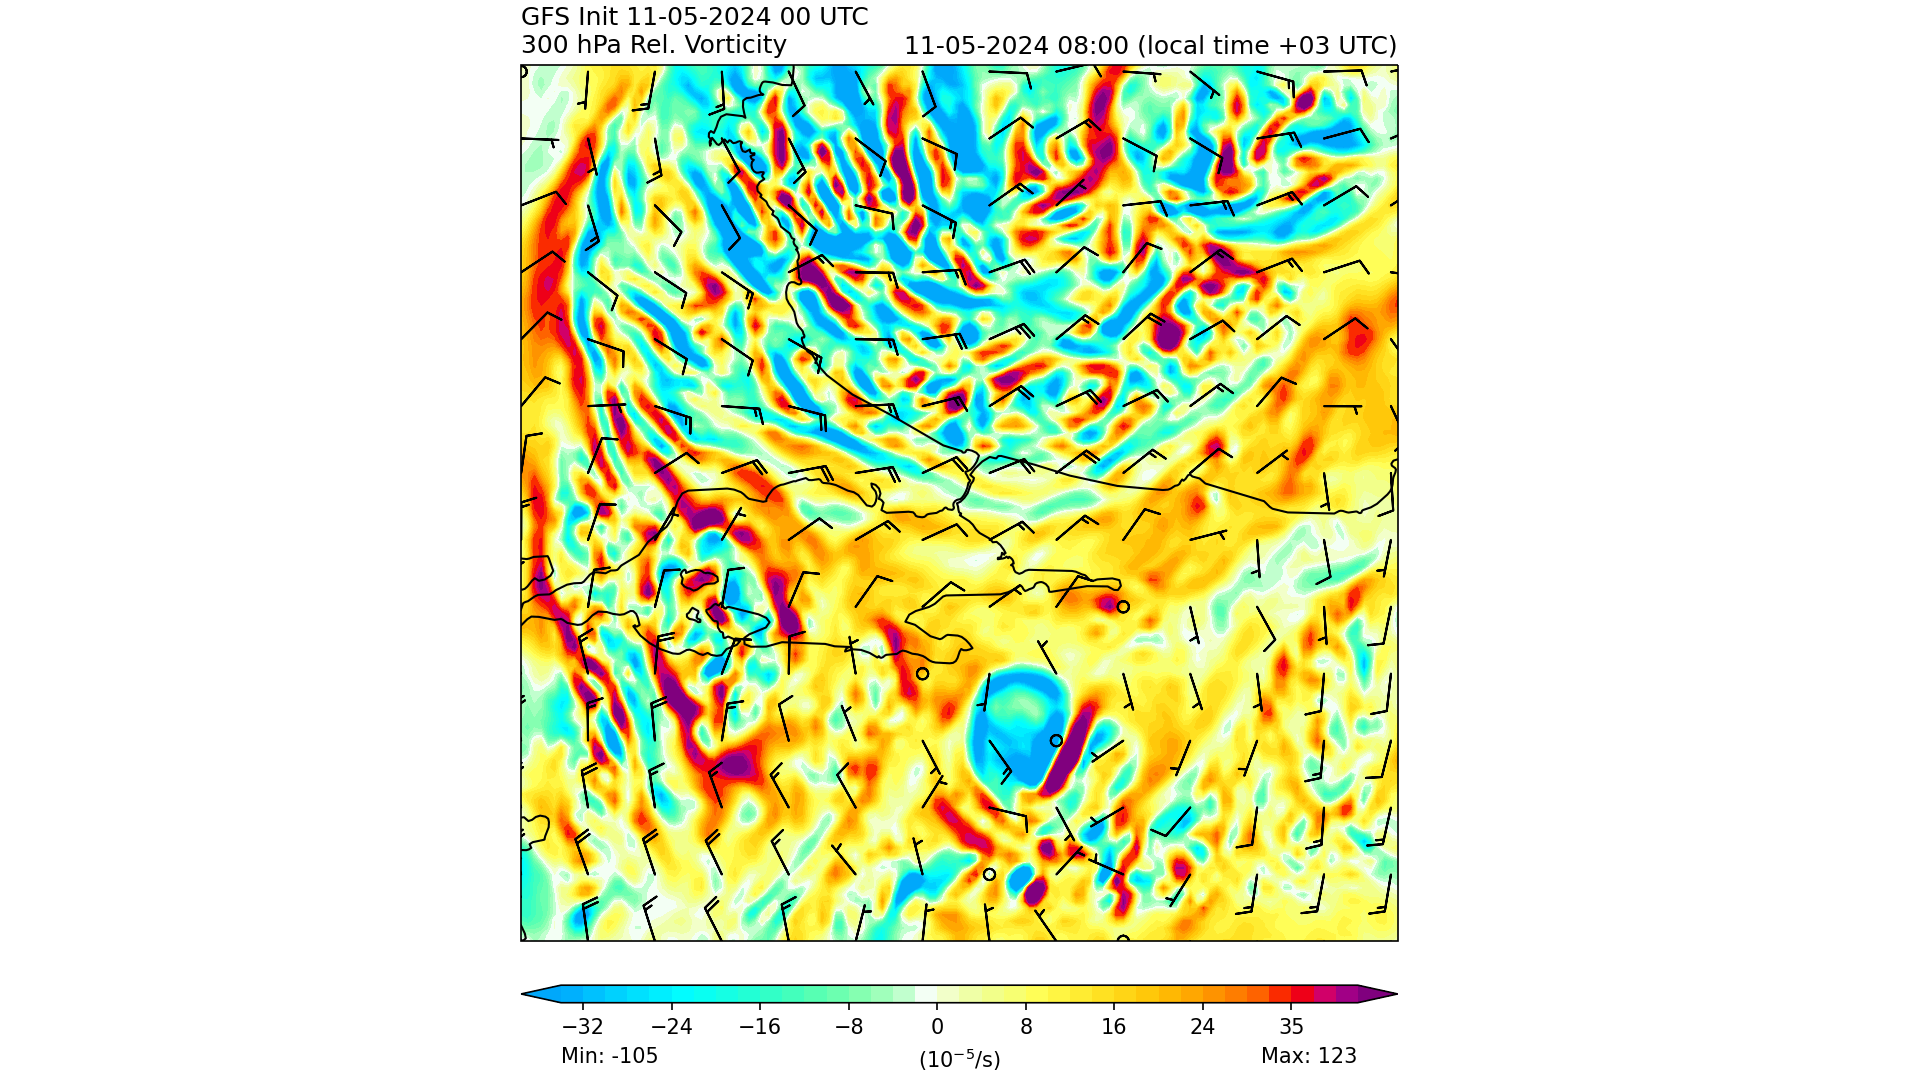 GFS Init 11-05-2024 00 UTC
300 hPa Rel. Vorticity
11-05-2024 08:00 (local time +03 UTC)
−32 −24 −16 −8 0 8 16 24 35
Min: -105
(10⁻⁵/s)
Max: 123